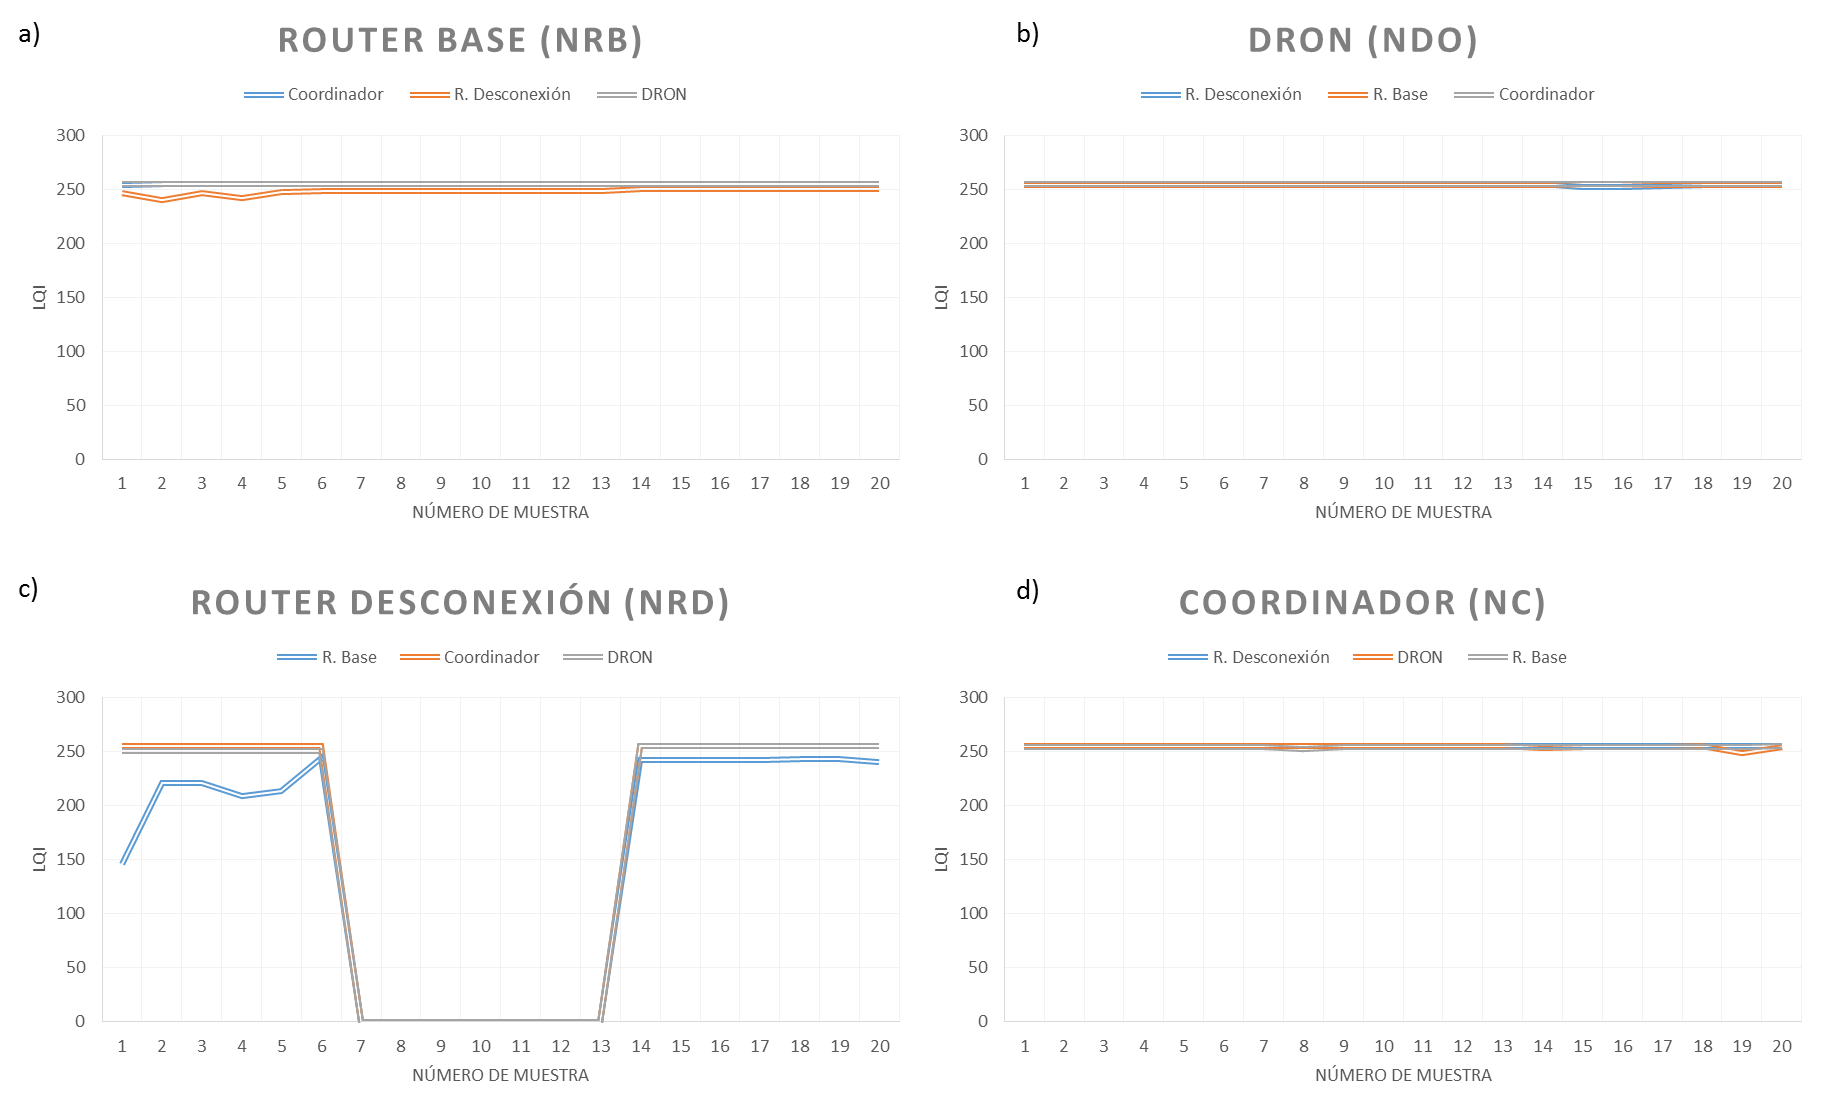 a)
ROUTER BASE (NRB)
Coordinador R. Desconexión DRON
300
250
200
150
100
50
0
LQI
1 2 3 4 5 6 7 8 9 10 11 12 13 14 15 16 17 18 19 20
NÚMERO DE MUESTRA
b)
DRON (NDO)
R. Desconexión R. Base Coordinador
300
250
200
150
100
50
0
LQI
1 2 3 4 5 6 7 8 9 10 11 12 13 14 15 16 17 18 19 20
NÚMERO DE MUESTRA
c)
ROUTER DESCONEXIÓN (NRD)
R. Base Coordinador DRON
300
250
200
150
100
50
0
LQI
1 2 3 4 5 6 7 8 9 10 11 12 13 14 15 16 17 18 19 20
NÚMERO DE MUESTRA
d)
COORDINADOR (NC)
R. Desconexión DRON R. Base
300
250
200
150
100
50
0
LQI
1 2 3 4 5 6 7 8 9 10 11 12 13 14 15 16 17 18 19 20
NÚMERO DE MUESTRA